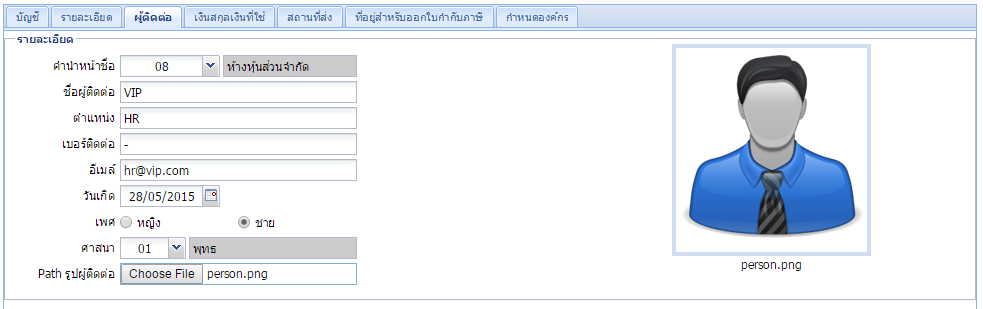 บัญชี รายละเอียด ผู้ติดต่อ เงินสกุลเงินที่ใช้ สถานที่ส่ง ที่อยู่สำหรับออกใบกำกับภาษี กำหนดองค์กร
รายละเอียด
คำนำหน้าชื่อ 08 ห้างหุ้นส่วนจำกัด
ชื่อผู้ติดต่อ VIP
ตำแหน่ง HR
เบอร์ติดต่อ -
อีเมล์ hr@vip.com
วันเกิด 28/05/2015
เพศ หญิง ชาย
ศาสนา 01 พุทธ
Path รูปผู้ติดต่อ Choose File person.png
person.png